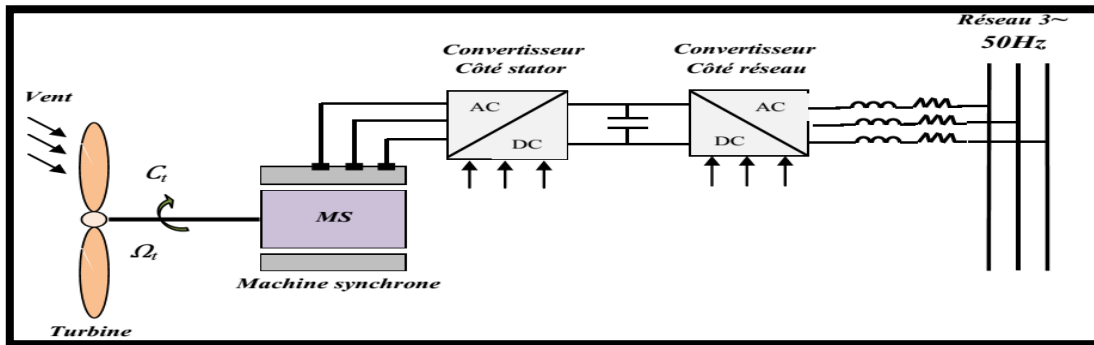 Réseau 3~
50Hz
Convertisseur
Côté stator
Convertisseur
Côté réseau
Vent
AC
DC
AC
DC
Ct
MS
Ωt
Machine synchrone
Turbine